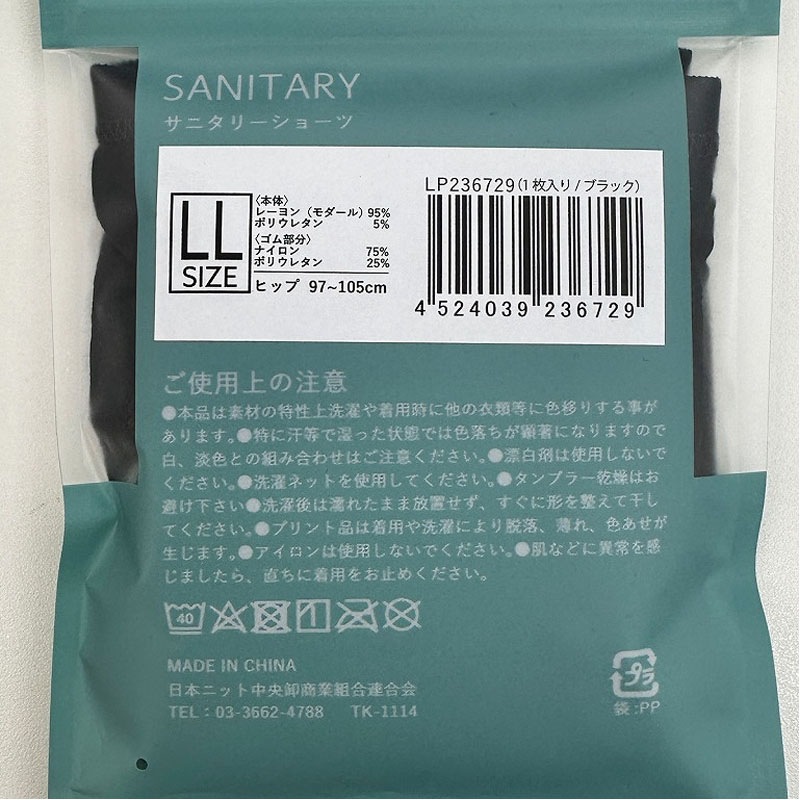 SANITARY
サニタリーショーツ
LL
SIZE
〈本体〉
レーヨン（モダール）95%
ポリウレタン 5%
〈ゴム部分〉
ナイロン 75%
ポリウレタン 25%
ヒップ 97~105cm
LP236729(1枚入り/ブラック)
4 524039 236729
ご使用上の注意
●本品は素材の特性上洗濯や着用時に他の衣類等に色移りする事が
あります。●特に汗等で湿った状態では色落ちが顕著になりますので
白、淡色との組み合わせはご注意ください。●漂白剤は使用しないで
ください。●洗濯ネットを使用してください。●タンブラー乾燥はお
避け下さい●洗濯後は濡れたまま放置せず、すぐに形を整えて干し
てください。●プリント品は着用や洗濯により脱落、薄れ、色あせが
生じます。●アイロンは使用しないでください。●肌などに異常を感
じましたら、直ちに着用をお止めください。
40
MADE IN CHINA
日本ニット中央卸商業組合連合会
TEL：03-3662-4788 TK-1114
プラ
袋:PP